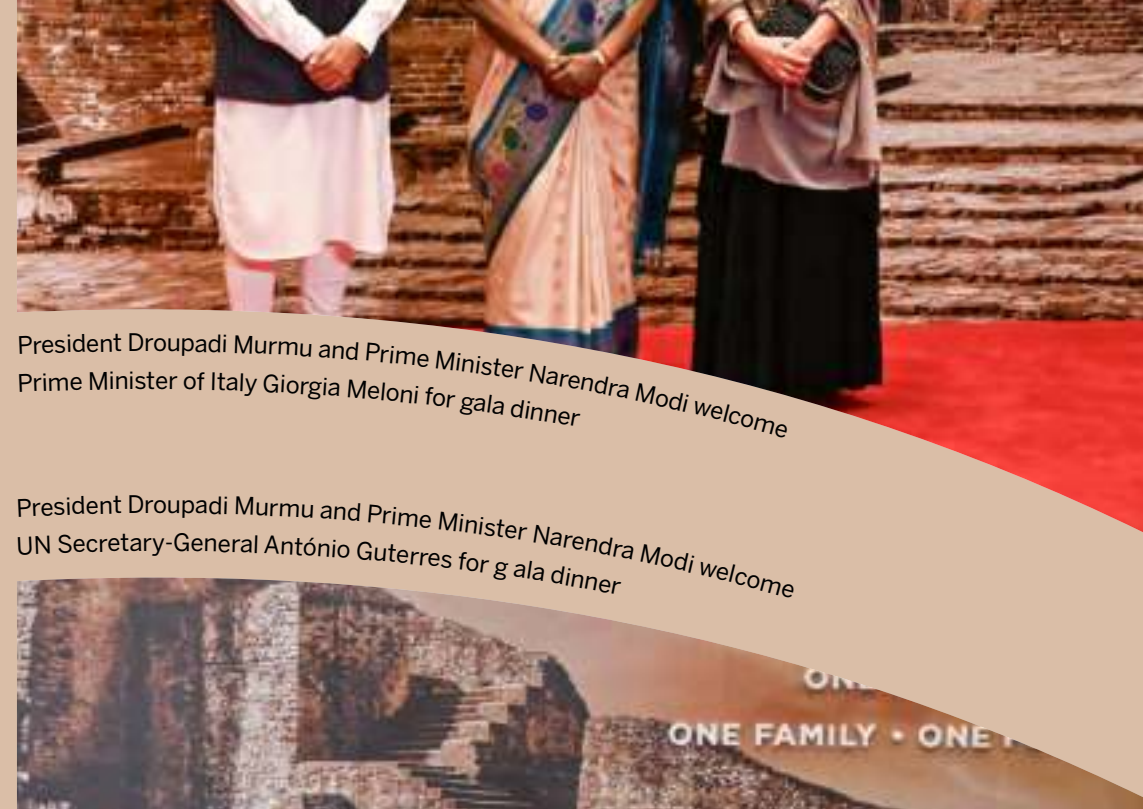 President Droupadi Murmu and Prime Minister Narendra Modi welcome
Prime Minister of Italy Giorgia Meloni for gala dinner
President Droupadi Murmu and Prime Minister Narendra Modi welcome
UN Secretary-General António Guterres for g ala dinner
ONE FAMILY • ONE